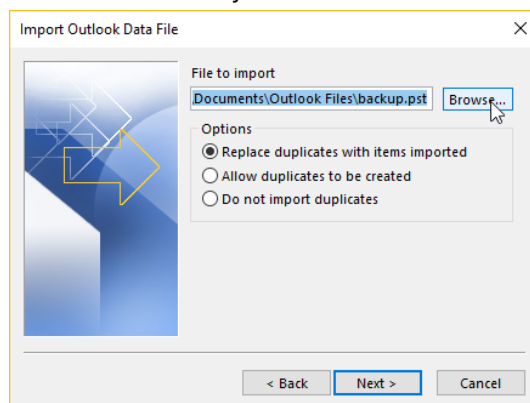 Import Outlook Data File
File to import
Documents\Outlook Files\backup.pst
Browse...
Options
Replace duplicates with items imported
Allow duplicates to be created
Do not import duplicates
< Back
Next >
Cancel